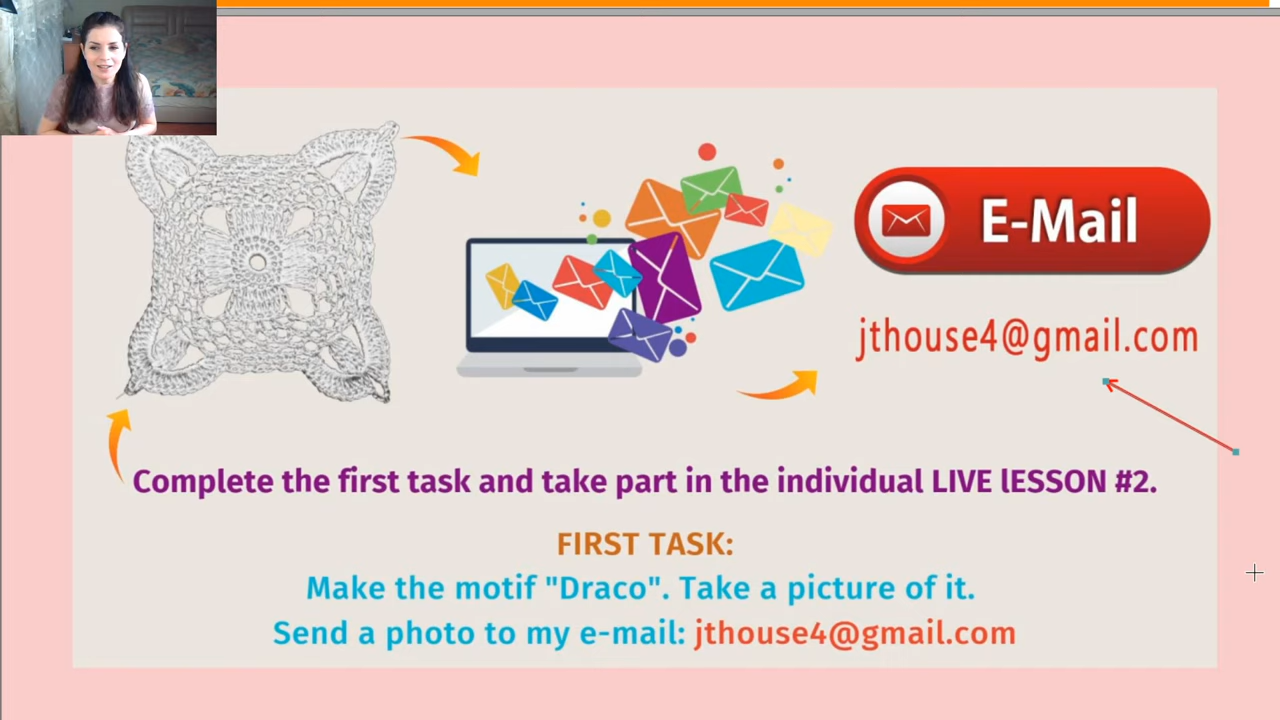 E-Mail
jthouse4@gmail.com
Complete the first task and take part in the individual LIVE lESSON #2.
FIRST TASK:
Make the motif "Draco". Take a picture of it.
Send a photo to my e-mail: jthouse4@gmail.com